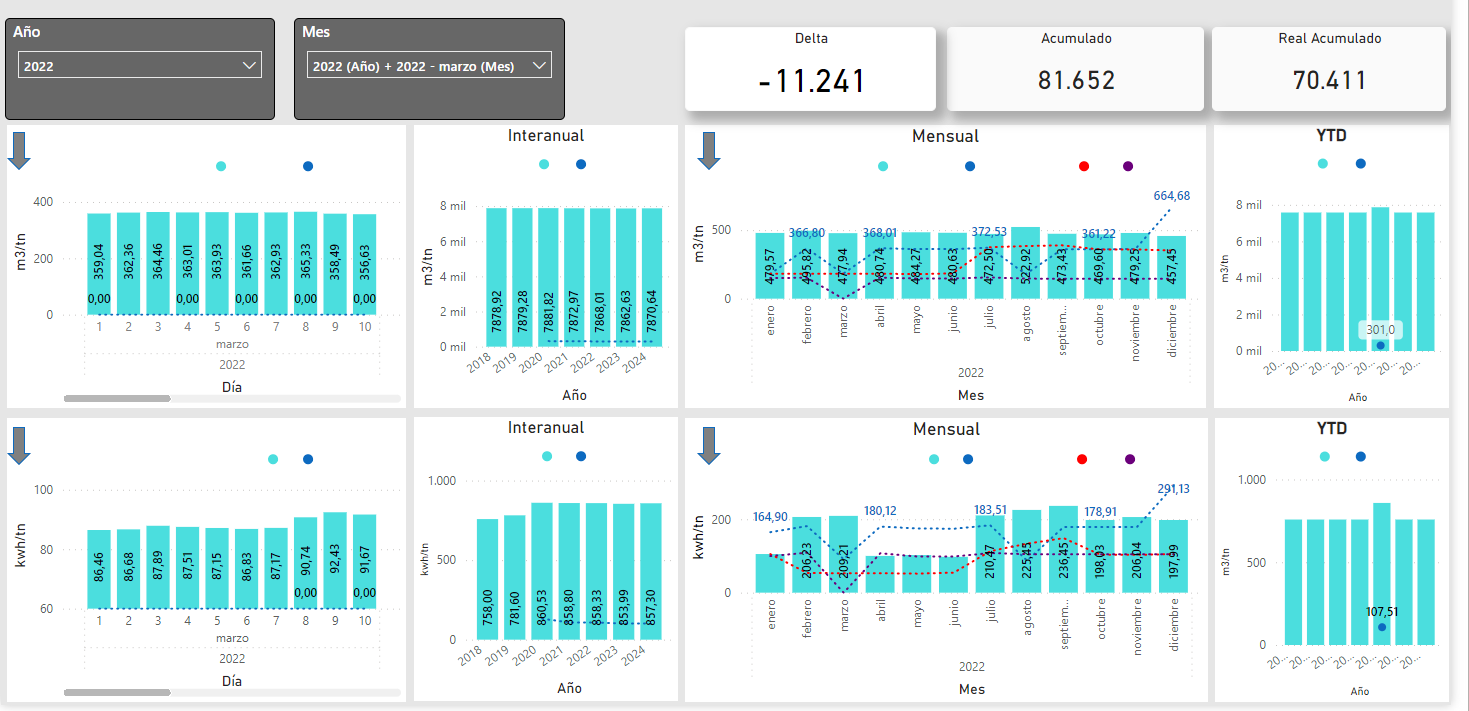 Año
2022
Mes
2022 (Año) + 2022 - marzo (Mes)
Delta
-11.241
Acumulado
81.652
Real Acumulado
70.411
m3/tn
400
200
0
359,04
362,36
364,46
363,01
363,93
361,66
362,93
365,33
358,49
356,63
0,00
0,00
0,00
0,00
0,00
1 2 3 4 5 6 7 8 9 10
marzo
2022
Día
Interanual
m3/tn
8 mil
6 mil
4 mil
2 mil
0 mil
7878,92
7879,28
7881,82
7872,97
7868,01
7862,63
7870,64
2018
2019
2020
2021
2022
2023
2024
Año
Mensual
m3/tn
500
0
366,80
368,01
372,53
361,22
664,68
479,57
495,82
477,94
480,74
484,27
480,63
472,50
522,92
473,43
469,60
479,25
457,45
enero
febrero
marzo
abril
mayo
junio
julio
agosto
septiem...
octubre
noviembre
diciembre
2022
Mes
YTD
m3/tn
8 mil
6 mil
4 mil
2 mil
0 mil
301,0
20...
20...
20...
20...
20...
20...
20...
Año
kwh/tn
100
80
60
86,46
86,68
87,89
87,51
87,15
86,83
87,17
90,74
92,43
91,67
0,00
0,00
1 2 3 4 5 6 7 8 9 10
marzo
2022
Día
Interanual
kwh/tn
1.000
500
0
758,00
781,60
860,53
858,80
858,33
853,99
857,30
2018
2019
2020
2021
2022
2023
2024
Año
Mensual
kwh/tn
200
0
164,90
180,12
183,51
178,91
291,13
206,23
209,21
210,47
225,45
236,45
198,03
206,04
197,99
enero
febrero
marzo
abril
mayo
junio
julio
agosto
septiem...
octubre
noviembre
diciembre
2022
Mes
YTD
m3/tn
1.000
500
0
107,51
20...
20...
20...
20...
20...
20...
20...
Año